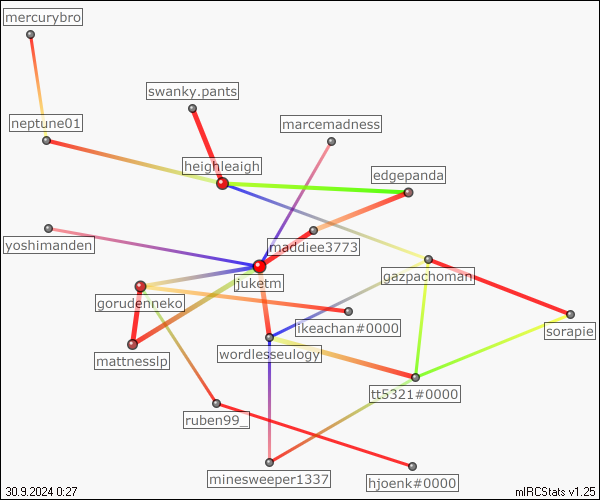 mercurybro
swanky.pants
neptune01
marcemadness
heighleaigh
edgepanda
yoshimanden
maddiee3773
juketm
gazpachoman
gorudenneko
ikeachan#0000
sorapie
wordlesseulogy
mattnesslp
tt5321#0000
ruben99_
minesweeper1337
hjoenk#0000
30.9.2024 0:27
mIRCStats v1.25